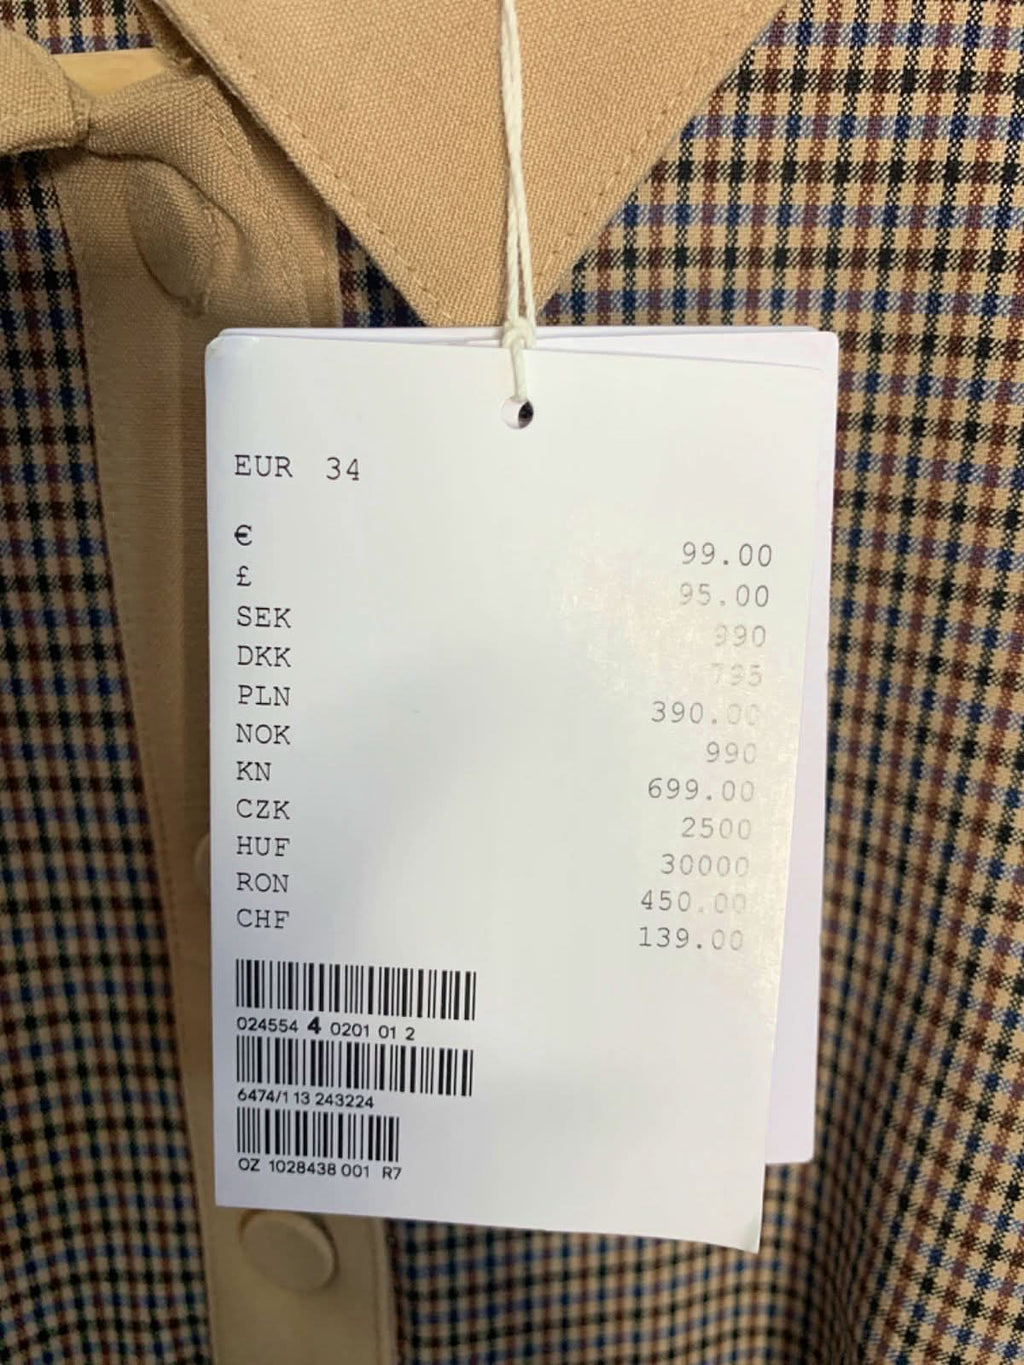 EUR 34
€ 99.00
£ 95.00
SEK 990
DKK 795
PLN 390.00
NOK 990
KN 699.00
CZK 2500
HUF 30000
RON 450.00
CHF 139.00
024554 4 0201 01 2
6474/1 13 243224
OZ 1028438 001 R7